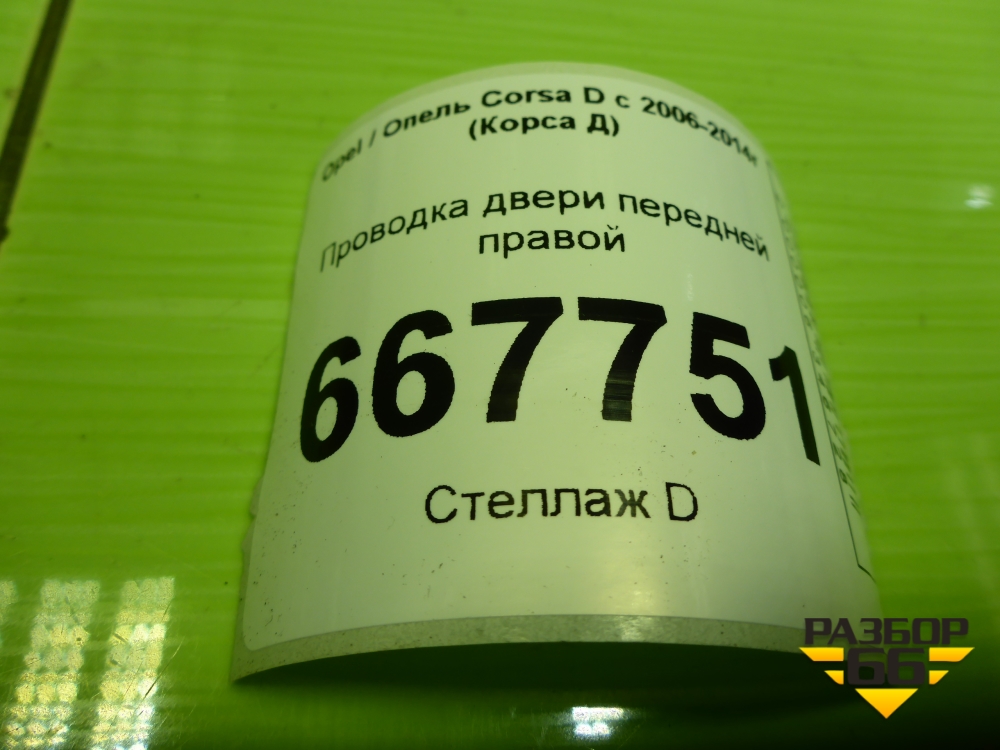 Opel / Опель Corsa D с 2006-2014г
(Корса Д)
Проводка двери передней
правой
667751
Стеллаж D
РАЗБОР
66